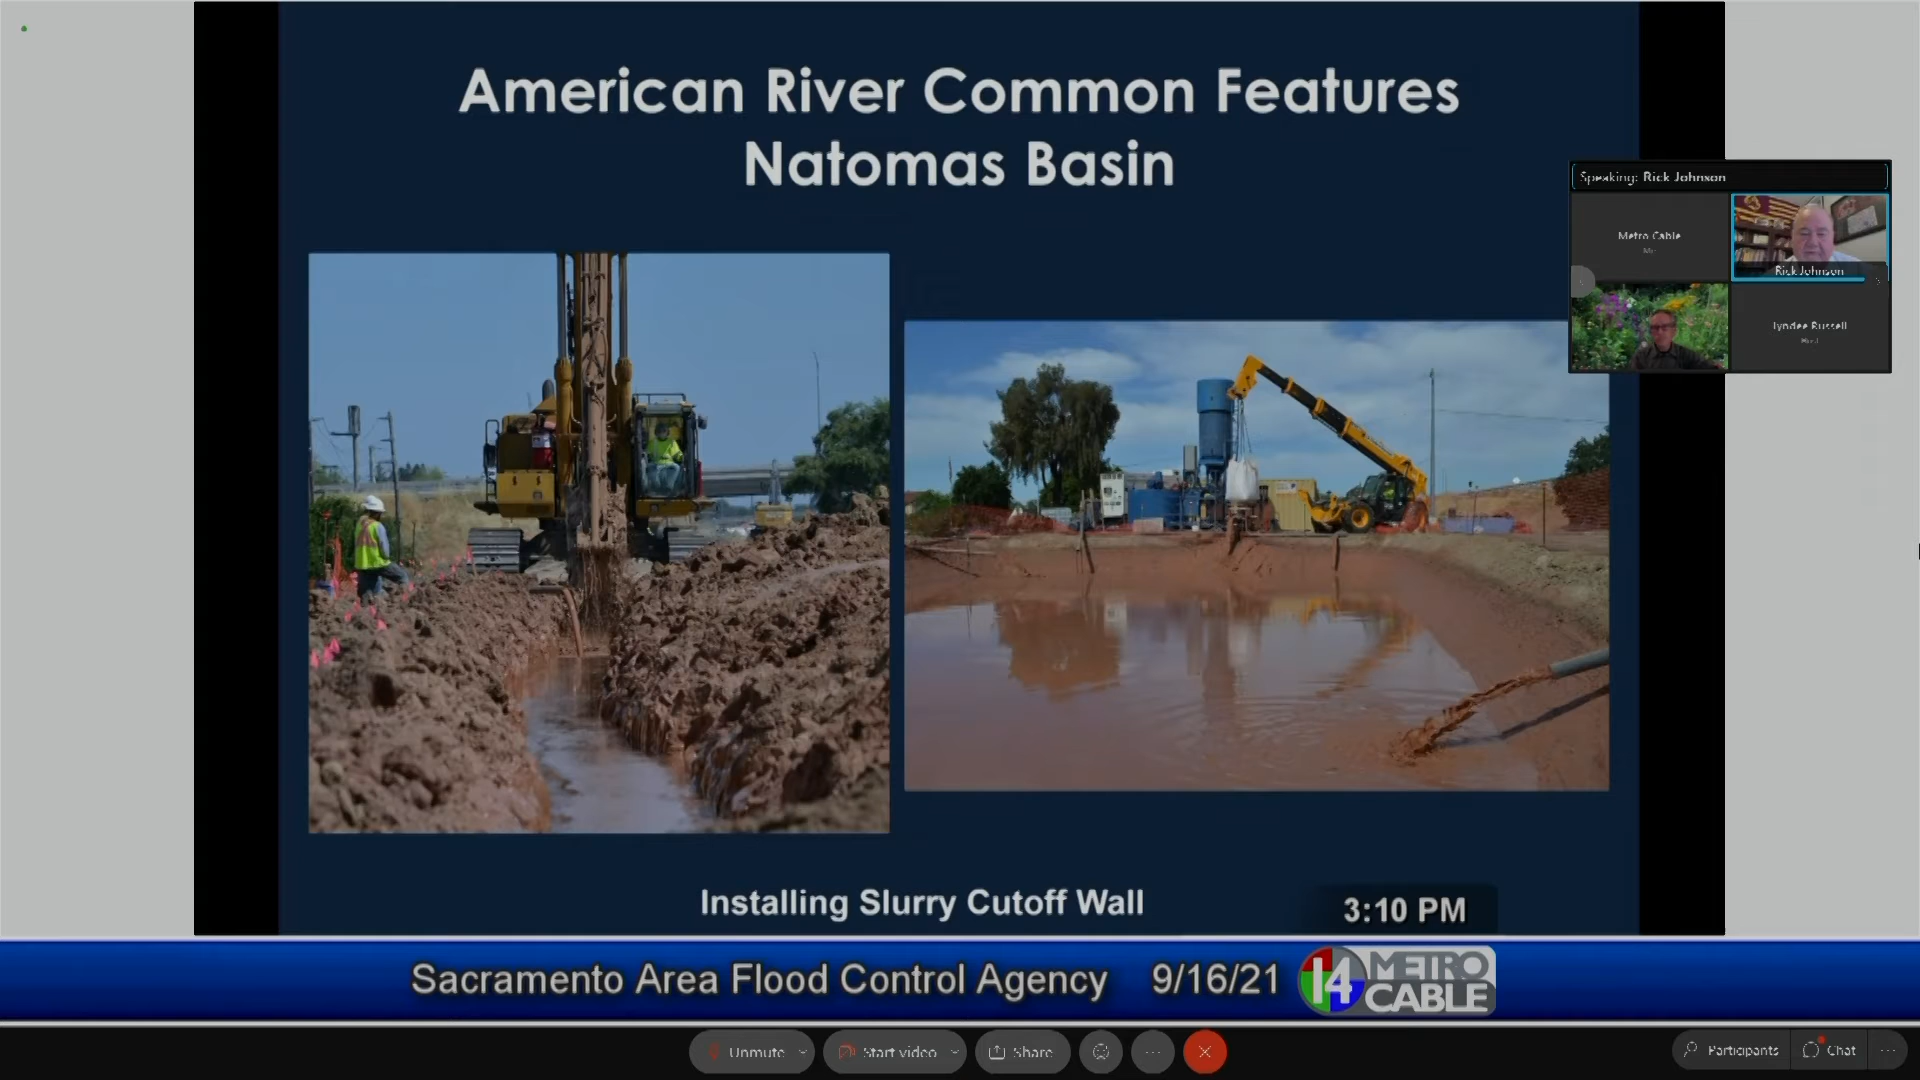 American River Common Features
Natomas Basin
Speaking: Rick Johnson
Metro Cable
Rick Johnson
Lyndee Russell
Installing Slurry Cutoff Wall
3:10 PM
Sacramento Area Flood Control Agency 9/16/21 14 METRO CABLE
Unmute
Start video
Share
Participants
Chat